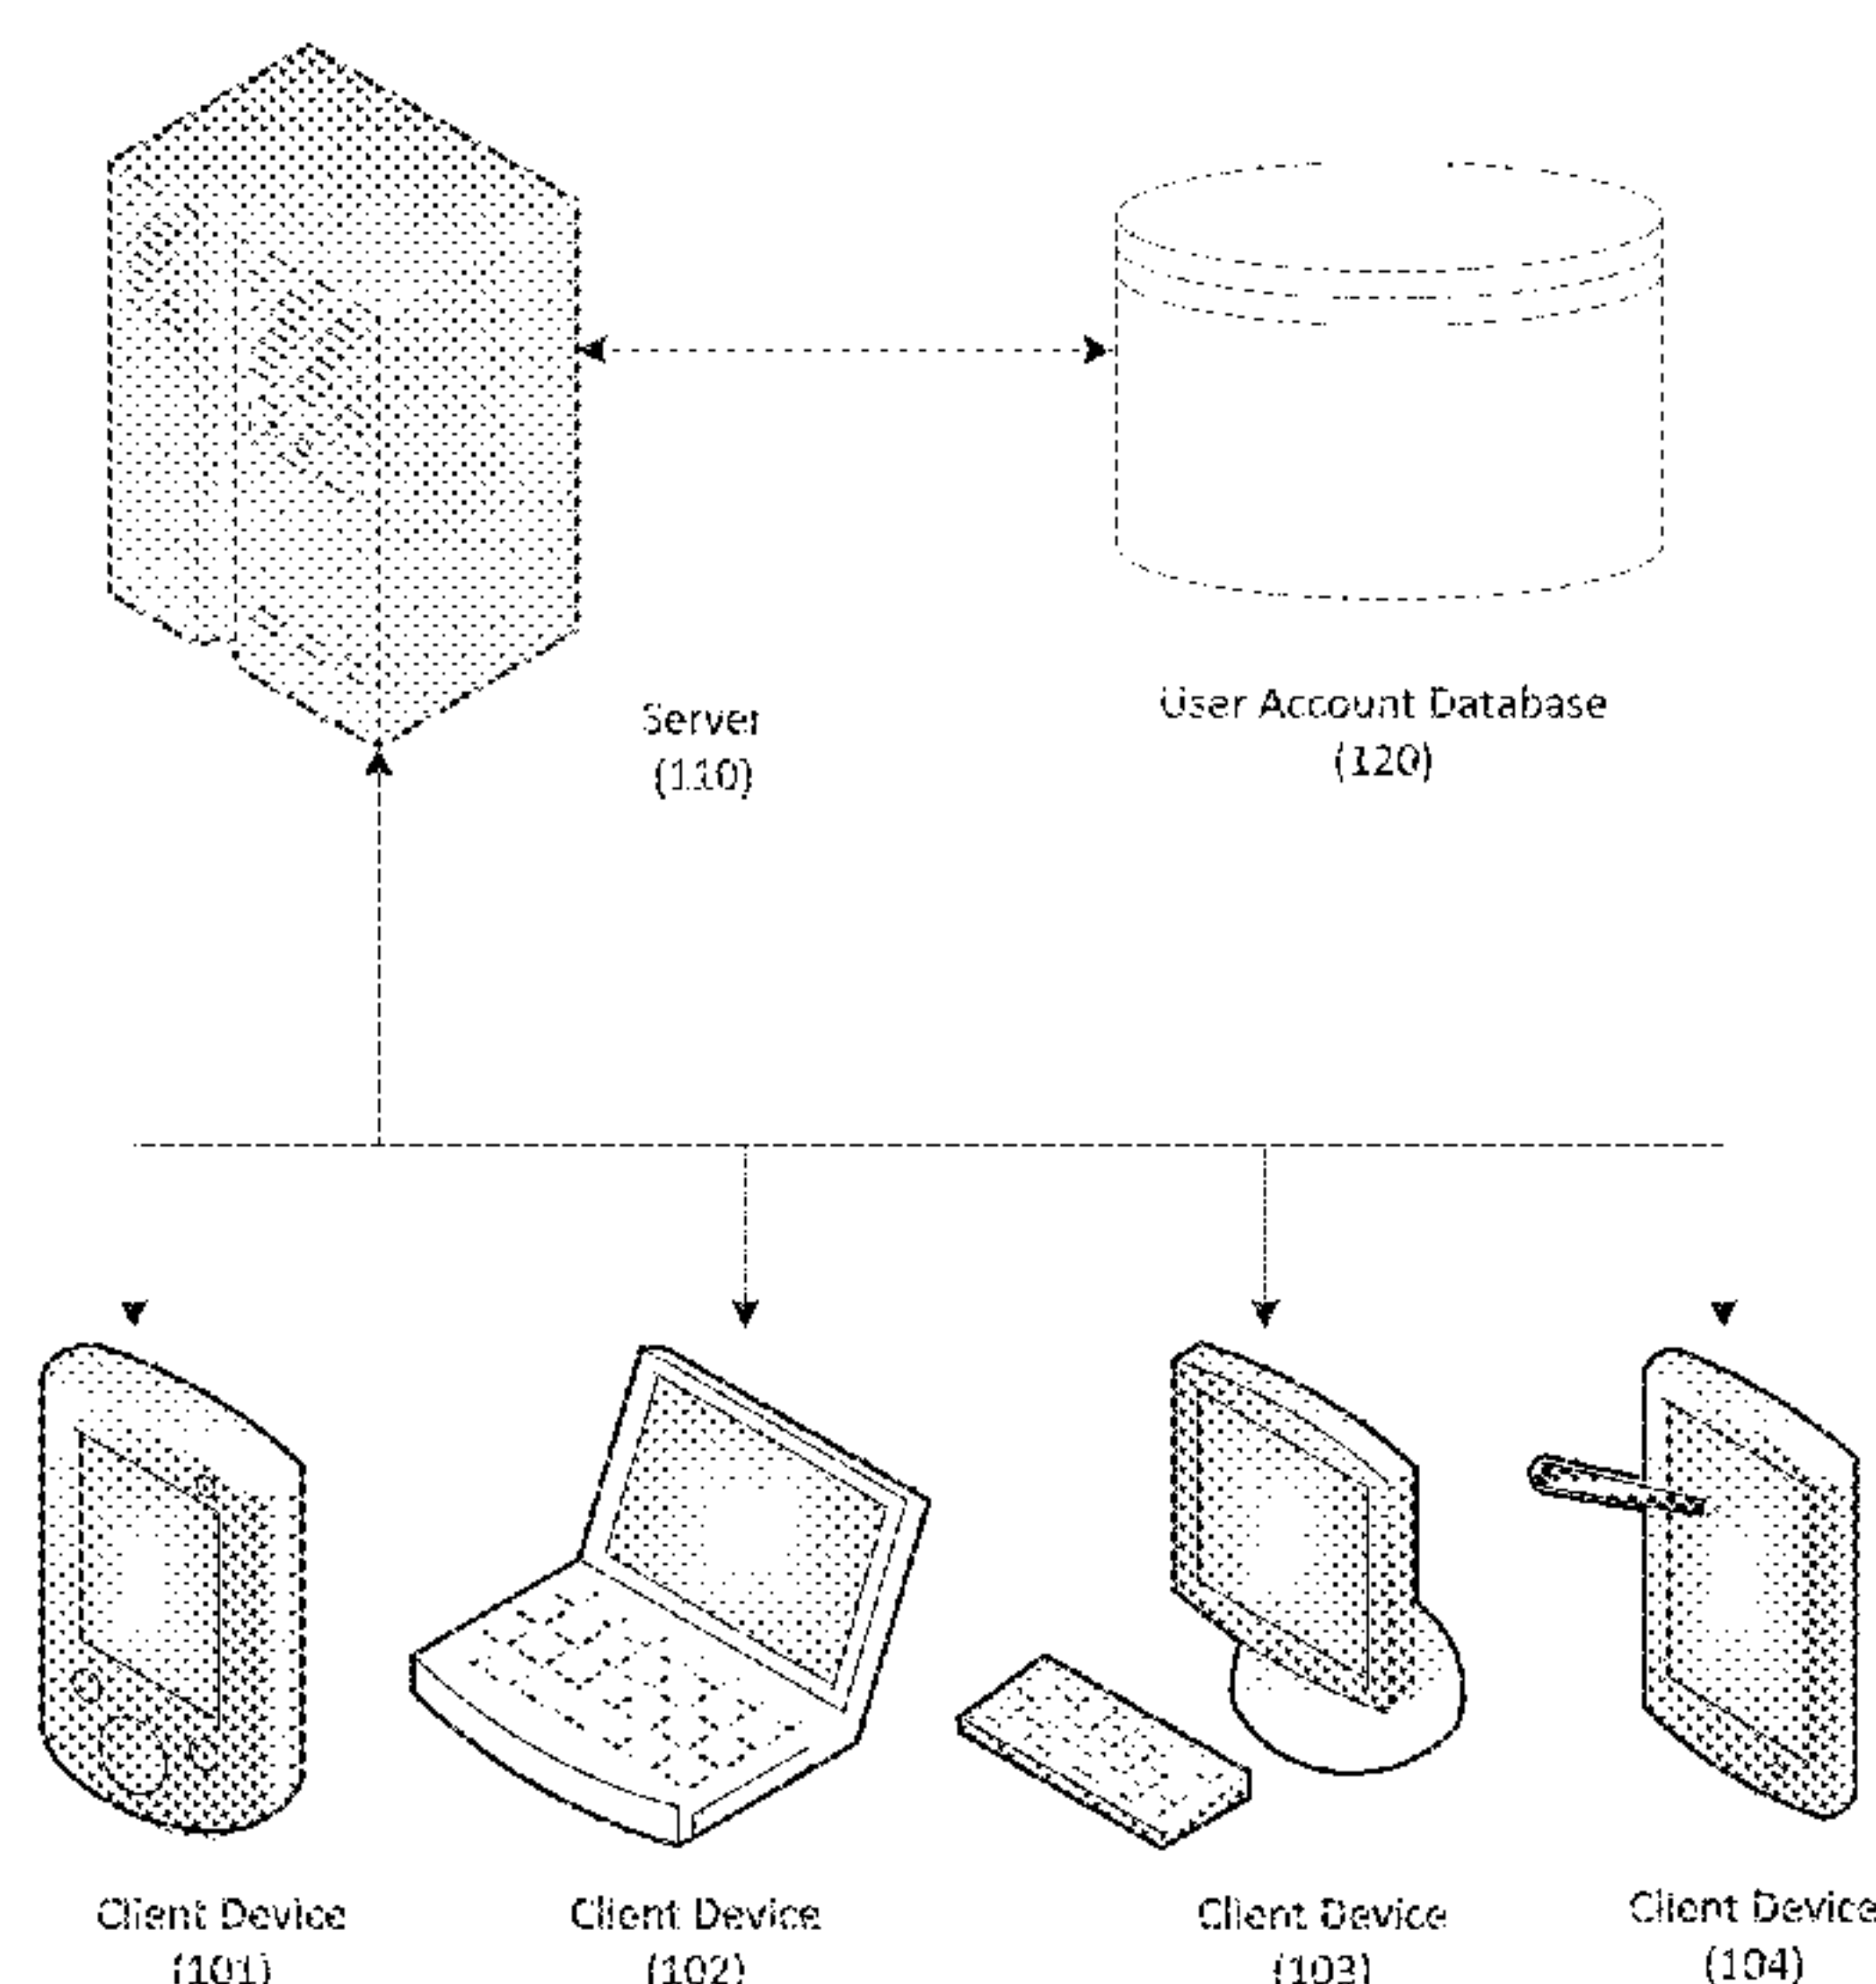 Server
(110)
User Account Database
(120)
Client Device
(101)
Client Device
(102)
Client Device
(103)
Client Device
(104)